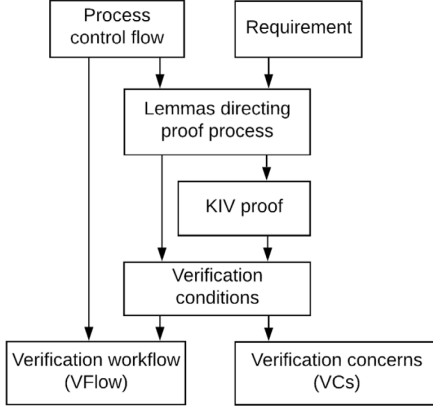 Process
control flow
Requirement
Lemmas directing
proof process
KIV proof
Verification
conditions
Verification workflow
(VFlow)
Verification concerns
(VCs)